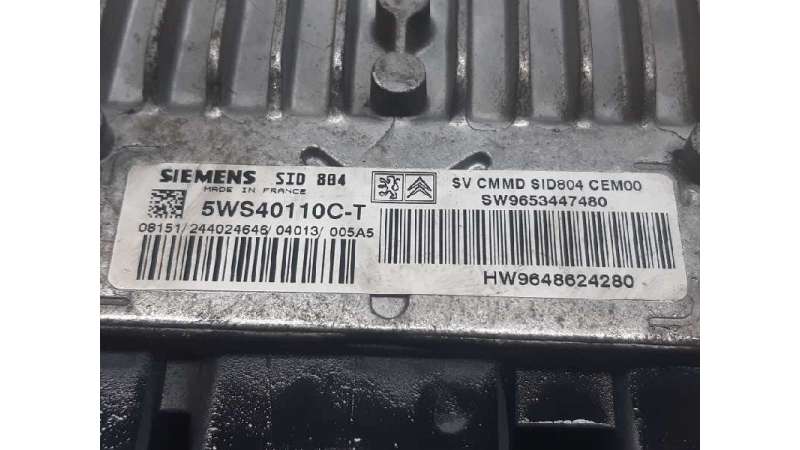 SIEMENS SID 804
MADE IN FRANCE
5WS40110C-T
08151/244024646/04013/005A5
SV CMMD SID804 CEM00
SW9653447480
HW9648624280